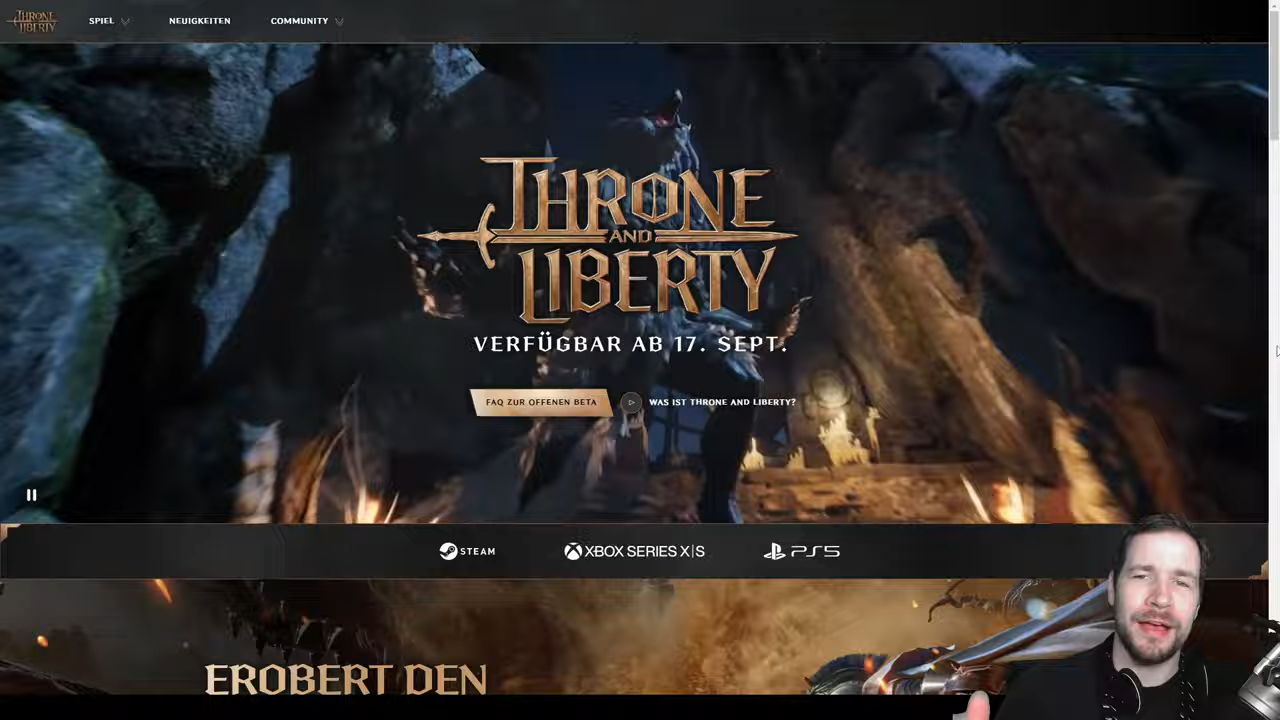 THRONE
AND
LIBERTY
SPIEL
NEUIGKEITEN
COMMUNITY
THRONE
AND
LIBERTY
VERFÜGBAR AB 17. SEPT.
FAQ ZUR OFFENEN BETA
WAS IST THRONE AND LIBERTY?
STEAM
XBOX SERIES X|S
PS5
EROBERT DEN